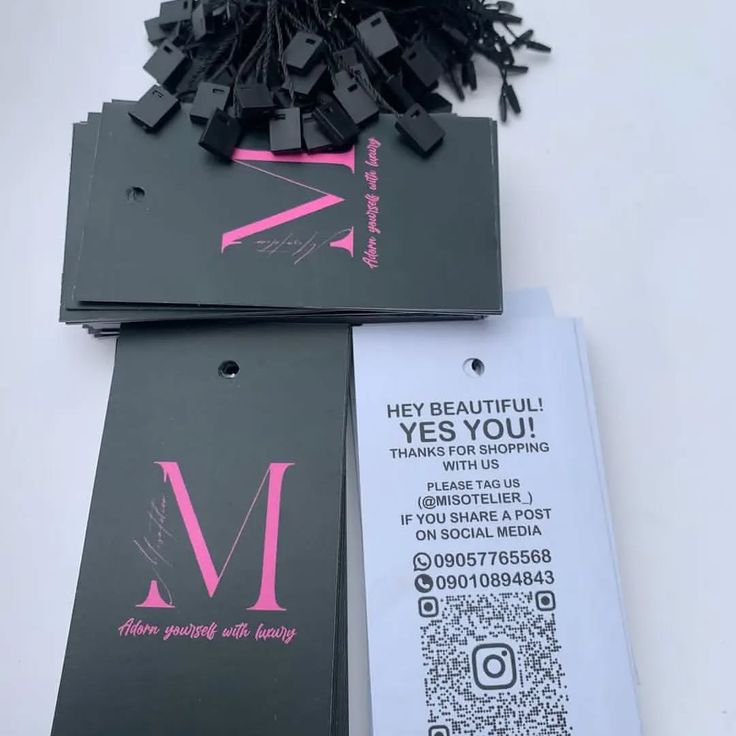 M
Adorn yourself with luxury
M
Adorn yourself with luxury
HEY BEAUTIFUL!
YES YOU!
THANKS FOR SHOPPING
WITH US
PLEASE TAG US
(@MISOTELIER_)
IF YOU SHARE A POST
ON SOCIAL MEDIA
09057765568
09010894843